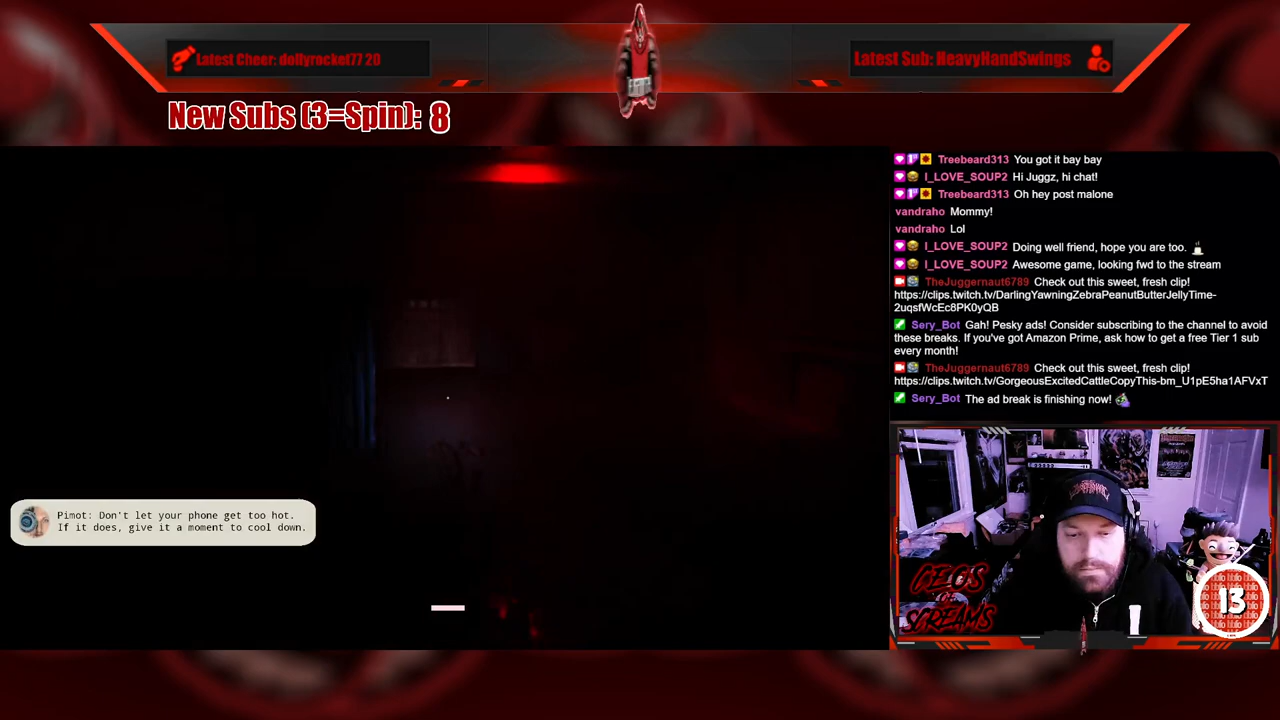 Latest Cheer: dollyrocket77 20
Latest Sub: HeavyHandSwings
New Subs (3=Spin): 8
Treebeard313 You got it bay bay
I_LOVE_SOUP2 Hi Juggz, hi chat!
Treebeard313 Oh hey post malone
vandraho Mommy!
vandraho Lol
I_LOVE_SOUP2 Doing well friend, hope you are too.
I_LOVE_SOUP2 Awesome game, looking fwd to the stream
TheJuggernaut6789 Check out this sweet, fresh clip!
https://clips.twitch.tv/DarlingYawningZebraPeanutButterJellyTime-
2uqsfWcEc8PK0yQB
Sery_Bot Gah! Pesky ads! Consider subscribing to the channel to avoid
these breaks. If you've got Amazon Prime, ask how to get a free Tier 1 sub
every month!
TheJuggernaut6789 Check out this sweet, fresh clip!
https://clips.twitch.tv/GorgeousExcitedCattleCopyThis-bm_U1pE5ha1AFVxT
Sery_Bot The ad break is finishing now!
Pimot: Don't let your phone get too hot.
If it does, give it a moment to cool down.
SCREAMS
13